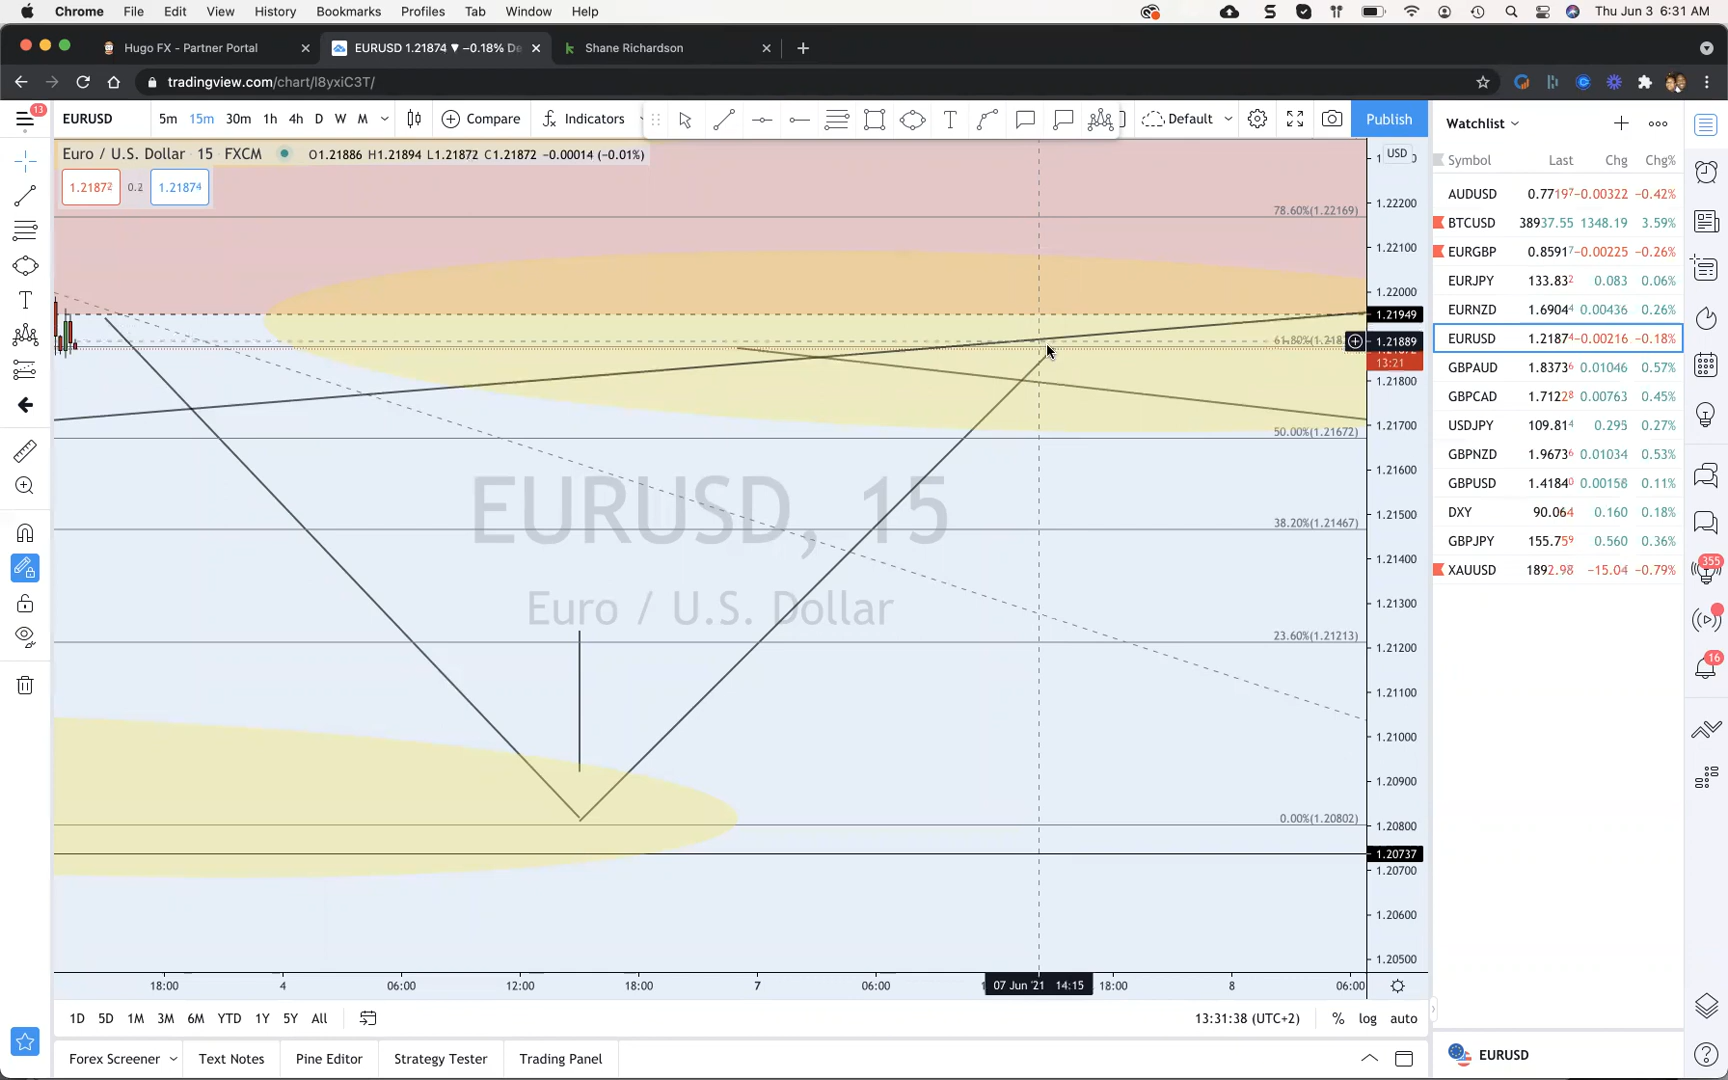 Chrome File Edit View History Bookmarks Profiles Tab Window Help Thu Jun 3 6:31 AM
Hugo FX - Partner Portal EURUSD 1.21874 ▼ −0.18% De Shane Richardson
tradingview.com/chart/l8yxiC3T/
13
EURUSD 5m 15m 30m 1h 4h D W M Compare Indicators Default Publish
Euro / U.S. Dollar 15 FXCM O1.21886 H1.21894 L1.21872 C1.21872 −0.00014 (−0.01%)
1.21872 0.2 1.21874
USD
78.60%(1.22169)
1.22200
1.22100
1.22000
1.21949
1.21889
13:21
1.21800
1.21700
50.00%(1.21672)
1.21600
38.20%(1.21467)
1.21500
1.21400
1.21300
23.60%(1.21213)
1.21200
1.21100
1.21000
1.20900
0.00%(1.20802)
1.20800
1.20737
1.20700
1.20600
1.20500
EURUSD, 15
Euro / U.S. Dollar
18:00 4 06:00 12:00 18:00 7 06:00 07 Jun '21 14:15 18:00 8 06:00
1D 5D 1M 3M 6M YTD 1Y 5Y All 13:31:38 (UTC+2) % log auto
Forex Screener Text Notes Pine Editor Strategy Tester Trading Panel
Watchlist
Symbol Last Chg Chg%
AUDUSD 0.77197 −0.00322 −0.42%
BTCUSD 38937.55 1348.19 3.59%
EURGBP 0.85917 −0.00225 −0.26%
EURJPY 133.832 0.083 0.06%
EURNZD 1.69044 0.00436 0.26%
EURUSD 1.21874 −0.00216 −0.18%
GBPAUD 1.83736 0.01046 0.57%
GBPCAD 1.71228 0.00763 0.45%
USDJPY 109.814 0.295 0.27%
GBPNZD 1.96736 0.01034 0.53%
GBPUSD 1.41840 0.00158 0.11%
DXY 90.064 0.160 0.18%
GBPJPY 155.759 0.560 0.36%
XAUUSD 1892.98 −15.04 −0.79%
355
16
EURUSD